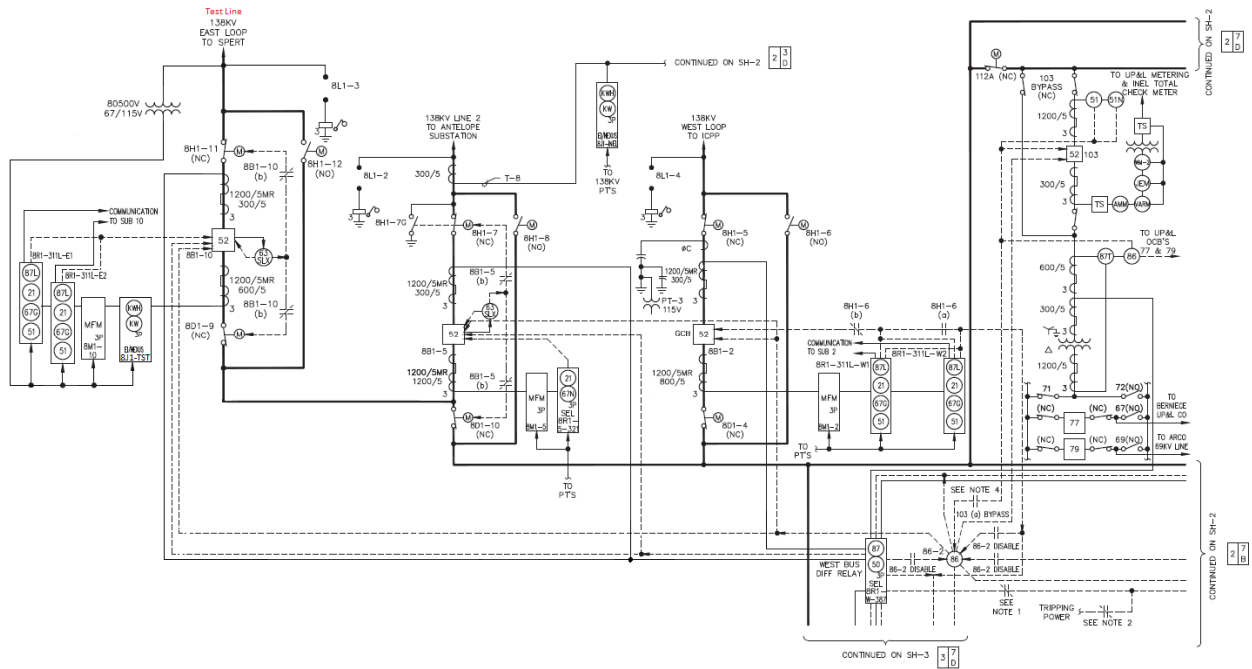 Test Line
138KV
EAST LOOP
TO SPERT
80500V
67/115V
8L1-3
3
8H1-11
(NC)
M
8B1-10
(b)
8H1-12
(NO)
M
1200/5MR
300/5
3
COMMUNICATION
TO SUB 10
8R1-311L-E1
8R1-311L-E2
52
8B1-10
63
SLX
1200/5MR
600/5
3
8B1-10
(b)
8D1-9
(NC)
M
87L
21
67G
51
87L
21
67G
51
MFM
3P
8M1-
10
KWH
KW
3P
8J1-TST
138KV LINE 2
TO ANTELOPE
SUBSTATION
300/5
3
T-8
8L1-2
3
8H1-7G
M
8H1-7
(NC)
M
8H1-8
(NO)
8B1-5
(b)
1200/5MR
300/5
3
63
SLX
52
8B1-5
1200/5MR
1200/5
3
8B1-5
(b)
M
8D1-10
(NC)
MFM
3P
8M1-5
21
67N
3P
SEL
8R1-
5-321
TO
PT'S
KWH
KW
3P
TO
138KV
PT'S
CONTINUED ON SH-2
2
3
D
138KV
WEST LOOP
TO ICPP
8L1-4
3
M
8H1-5
(NC)
M
8H1-6
(NO)
ØC
1200/5MR
300/5
3
PT-3
115V
GCB
52
8B1-2
1200/5MR
800/5
3
8D1-4
(NC)
8H1-6
(b)
8H1-6
(a)
COMMUNICATION
TO SUB 2
8R1-311L-W1
8R1-311L-W2
MFM
3P
8M1-2
87L
21
67G
51
87L
21
67G
51
TO
PT'S
M
112A (NC)
103
BYPASS
(NC)
CONTINUED ON SH-2
2
7
D
TO UP&L METERING
& INEL TOTAL
CHECK METER
1200/5
3
51
51N
TS
52
103
300/5
3
JEM
TS
AMM
VARM
TO UP&L
OCB'S
77 & 79
87T
86
600/5
3
300/5
3
1200/5
3
71
72(NO)
(NC)
77
(NC)
67(NO)
(NC)
79
(NC)
69(NO)
TO
BERNIECE
UP&L CO
TO ARCO
69KV LINE
SEE NOTE 4
103 (a) BYPASS
86-2
86
86-2 DISABLE
86-2 DISABLE
86-2 DISABLE
WEST BUS
DIFF RELAY
87
50
3P
SEL
8R1-
W-387
SEE
NOTE 1
TRIPPING
POWER
SEE NOTE 2
CONTINUED ON SH-2
2
7
B
CONTINUED ON SH-3
3
7
D